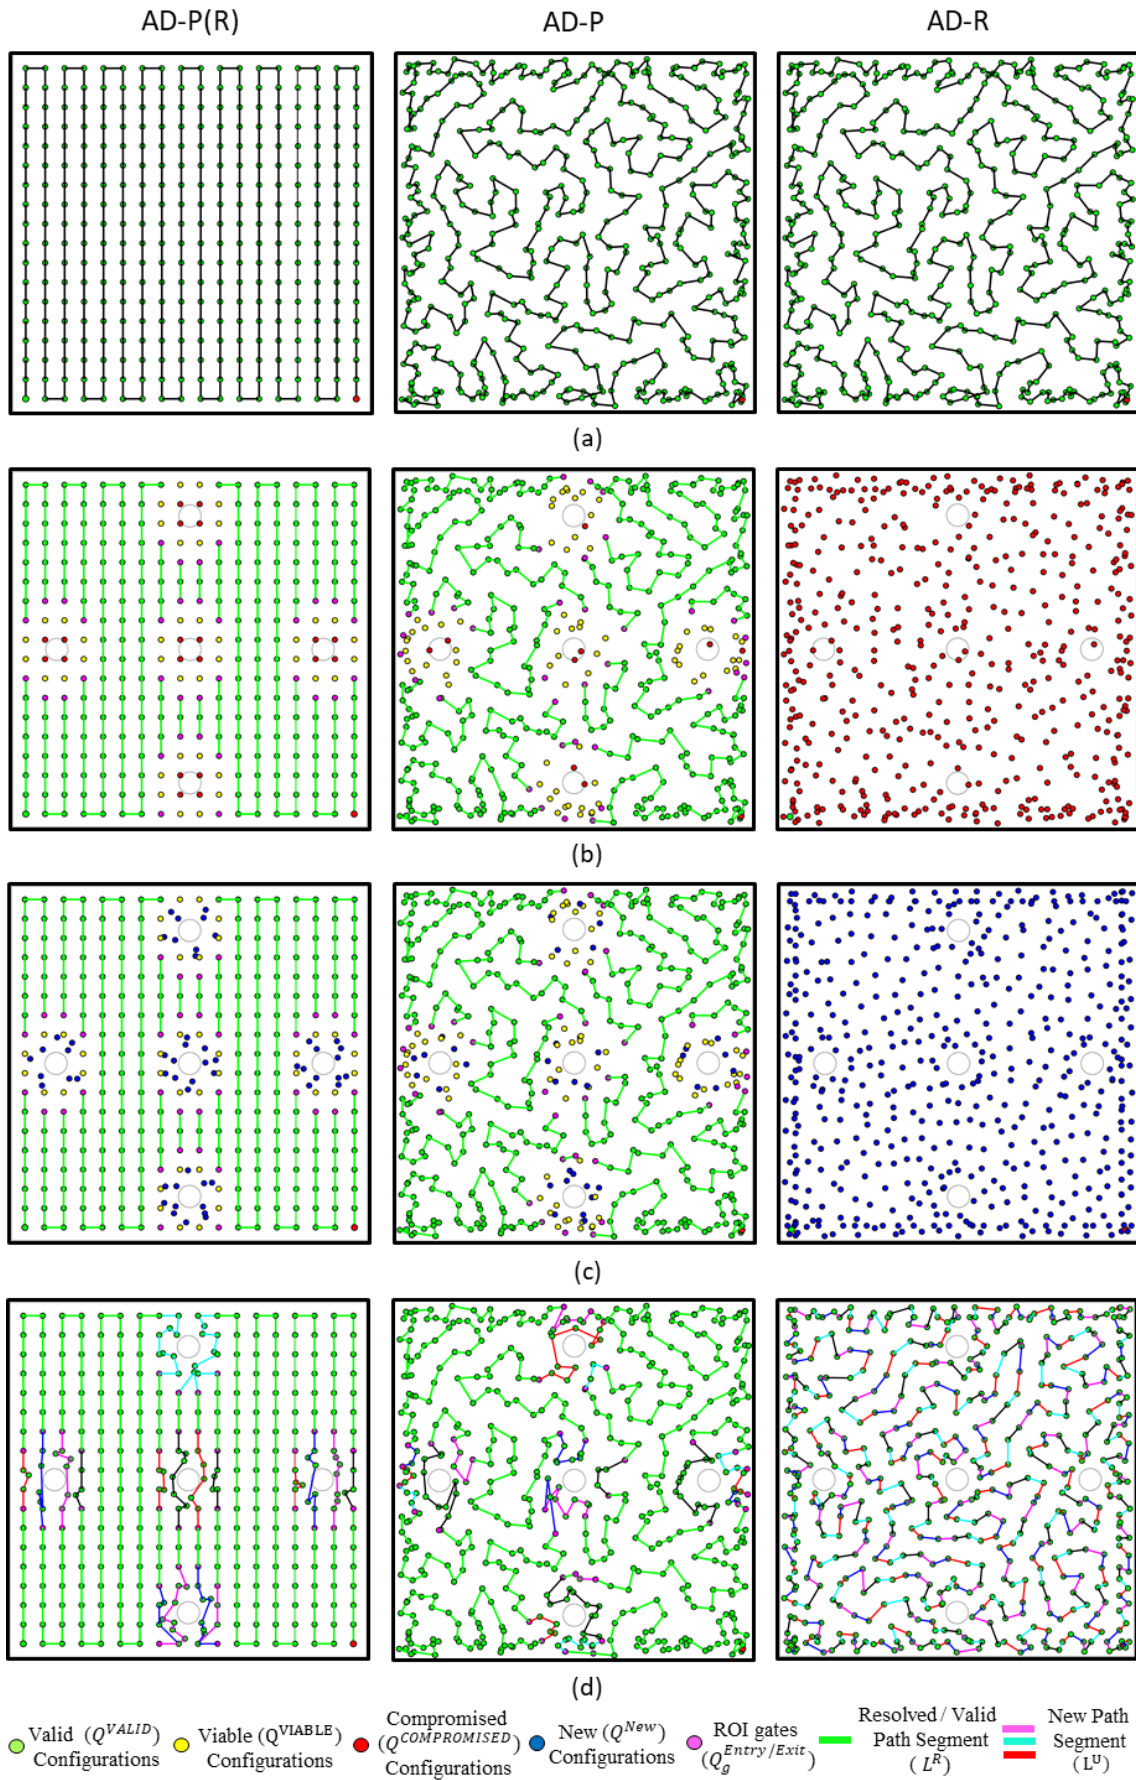 AD-P(R) AD-P AD-R
(a)
(b)
(c)
(d)
Valid (Q^VALID) Configurations
Viable (Q^VIABLE) Configurations
Compromised (Q^COMPROMISED) Configurations
New (Q^New) Configurations
ROI gates (Q_g^Entry/Exit)
Resolved / Valid Path Segment (L^R)
New Path Segment (L^U)